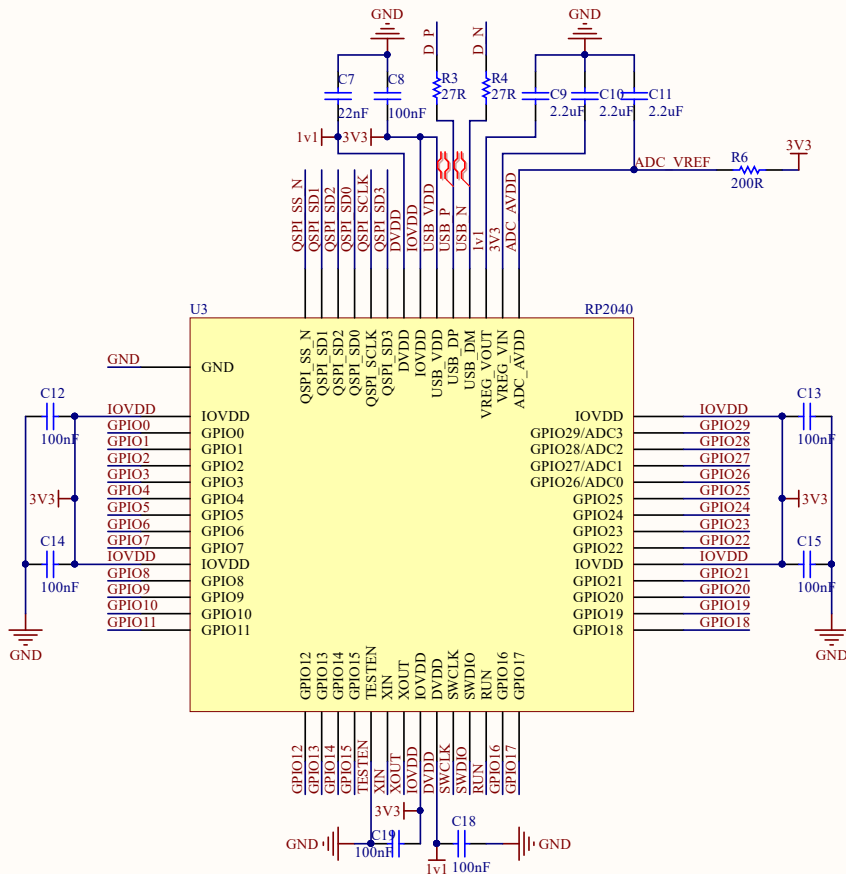 GND
GND
D_P
D_N
C7
22nF
C8
100nF
R3
27R
R4
27R
C9
2.2uF
C10
2.2uF
C11
2.2uF
1v1
3V3
ADC_VREF
R6
200R
3V3
QSPI_SS_N
QSPI_SD1
QSPI_SD2
QSPI_SD0
QSPI_SCLK
QSPI_SD3
DVDD
IOVDD
USB_VDD
USB_P
USB_N
1v1
3V3
ADC_AVDD
U3
RP2040
QSPI_SS_N
QSPI_SD1
QSPI_SD2
QSPI_SD0
QSPI_SCLK
QSPI_SD3
DVDD
IOVDD
USB_VDD
USB_DP
USB_DM
VREG_VOUT
VREG_VIN
ADC_AVDD
GND
GND
C12
100nF
IOVDD
IOVDD
GPIO0
GPIO0
GPIO1
GPIO1
GPIO2
GPIO2
GPIO3
GPIO3
3V3
GPIO4
GPIO4
GPIO5
GPIO5
GPIO6
GPIO6
GPIO7
GPIO7
C14
100nF
IOVDD
IOVDD
GPIO8
GPIO8
GPIO9
GPIO9
GPIO10
GPIO10
GPIO11
GPIO11
GND
IOVDD
IOVDD
C13
100nF
GPIO29/ADC3
GPIO29
GPIO28/ADC2
GPIO28
GPIO27/ADC1
GPIO27
GPIO26/ADC0
GPIO26
GPIO25
GPIO25
3V3
GPIO24
GPIO24
GPIO23
GPIO23
GPIO22
GPIO22
IOVDD
IOVDD
C15
100nF
GPIO21
GPIO21
GPIO20
GPIO20
GPIO19
GPIO19
GPIO18
GPIO18
GND
GPIO12
GPIO13
GPIO14
GPIO15
TESTEN
XIN
XOUT
IOVDD
DVDD
SWCLK
SWDIO
RUN
GPIO16
GPIO17
GPIO12
GPIO13
GPIO14
GPIO15
TESTEN
XIN
XOUT
IOVDD
DVDD
SWCLK
SWDIO
RUN
GPIO16
GPIO17
3V3
GND
C19
100nF
C18
100nF
1v1
GND